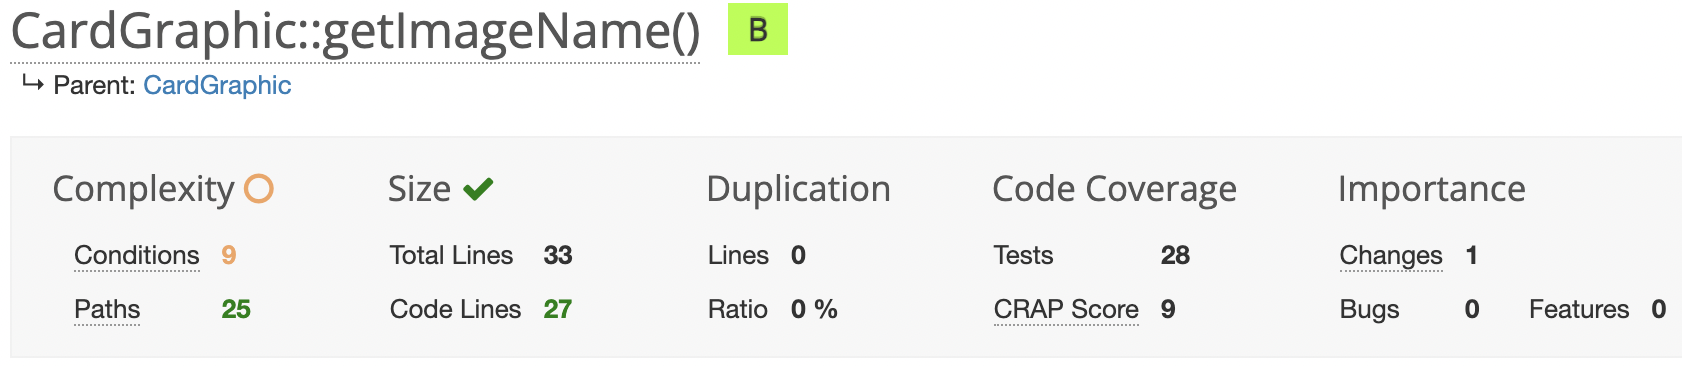 CardGraphic::getImageName() B
↳ Parent: CardGraphic
Complexity Size Duplication Code Coverage Importance
Conditions 9 Total Lines 33 Lines 0 Tests 28 Changes 1
Paths 25 Code Lines 27 Ratio 0 % CRAP Score 9 Bugs 0 Features 0